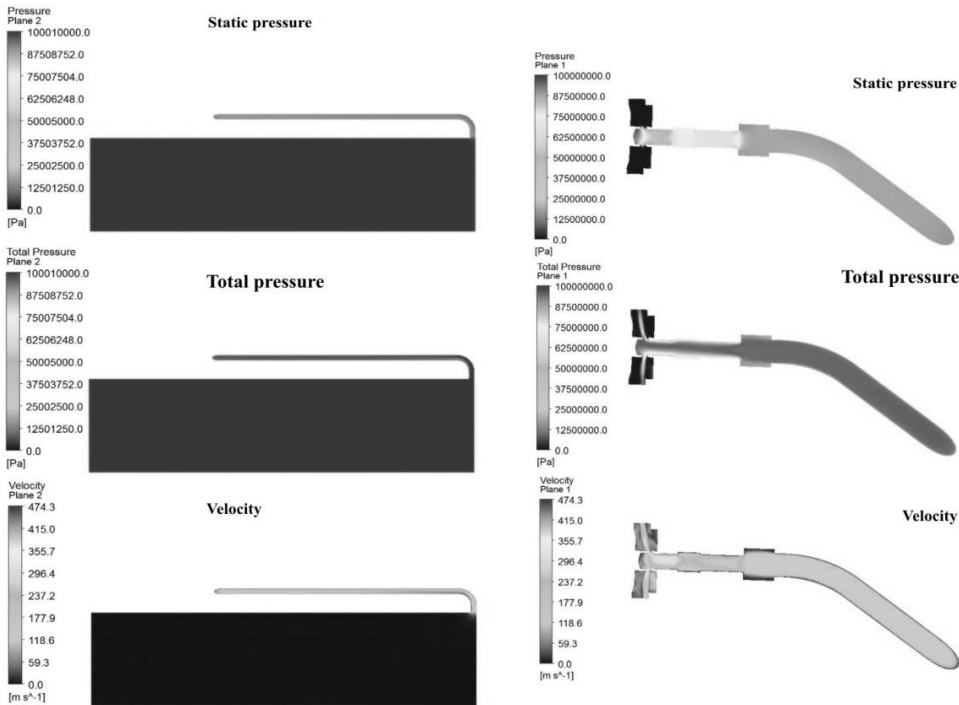 Pressure
Plane 2
100010000.0
87508752.0
75007504.0
62506248.0
50005000.0
37503752.0
25002500.0
12501250.0
0.0
[Pa]
Static pressure
Total Pressure
Plane 2
100010000.0
87508752.0
75007504.0
62506248.0
50005000.0
37503752.0
25002500.0
12501250.0
0.0
[Pa]
Total pressure
Velocity
Plane 2
474.3
415.0
355.7
296.4
237.2
177.9
118.6
59.3
0.0
[m s^-1]
Velocity
Pressure
Plane 1
100000000.0
87500000.0
75000000.0
62500000.0
50000000.0
37500000.0
25000000.0
12500000.0
0.0
[Pa]
Static pressure
Total Pressure
Plane 1
100000000.0
87500000.0
75000000.0
62500000.0
50000000.0
37500000.0
25000000.0
12500000.0
0.0
[Pa]
Total pressure
Velocity
Plane 1
474.3
415.0
355.7
296.4
237.2
177.9
118.6
59.3
0.0
[m s^-1]
Velocity